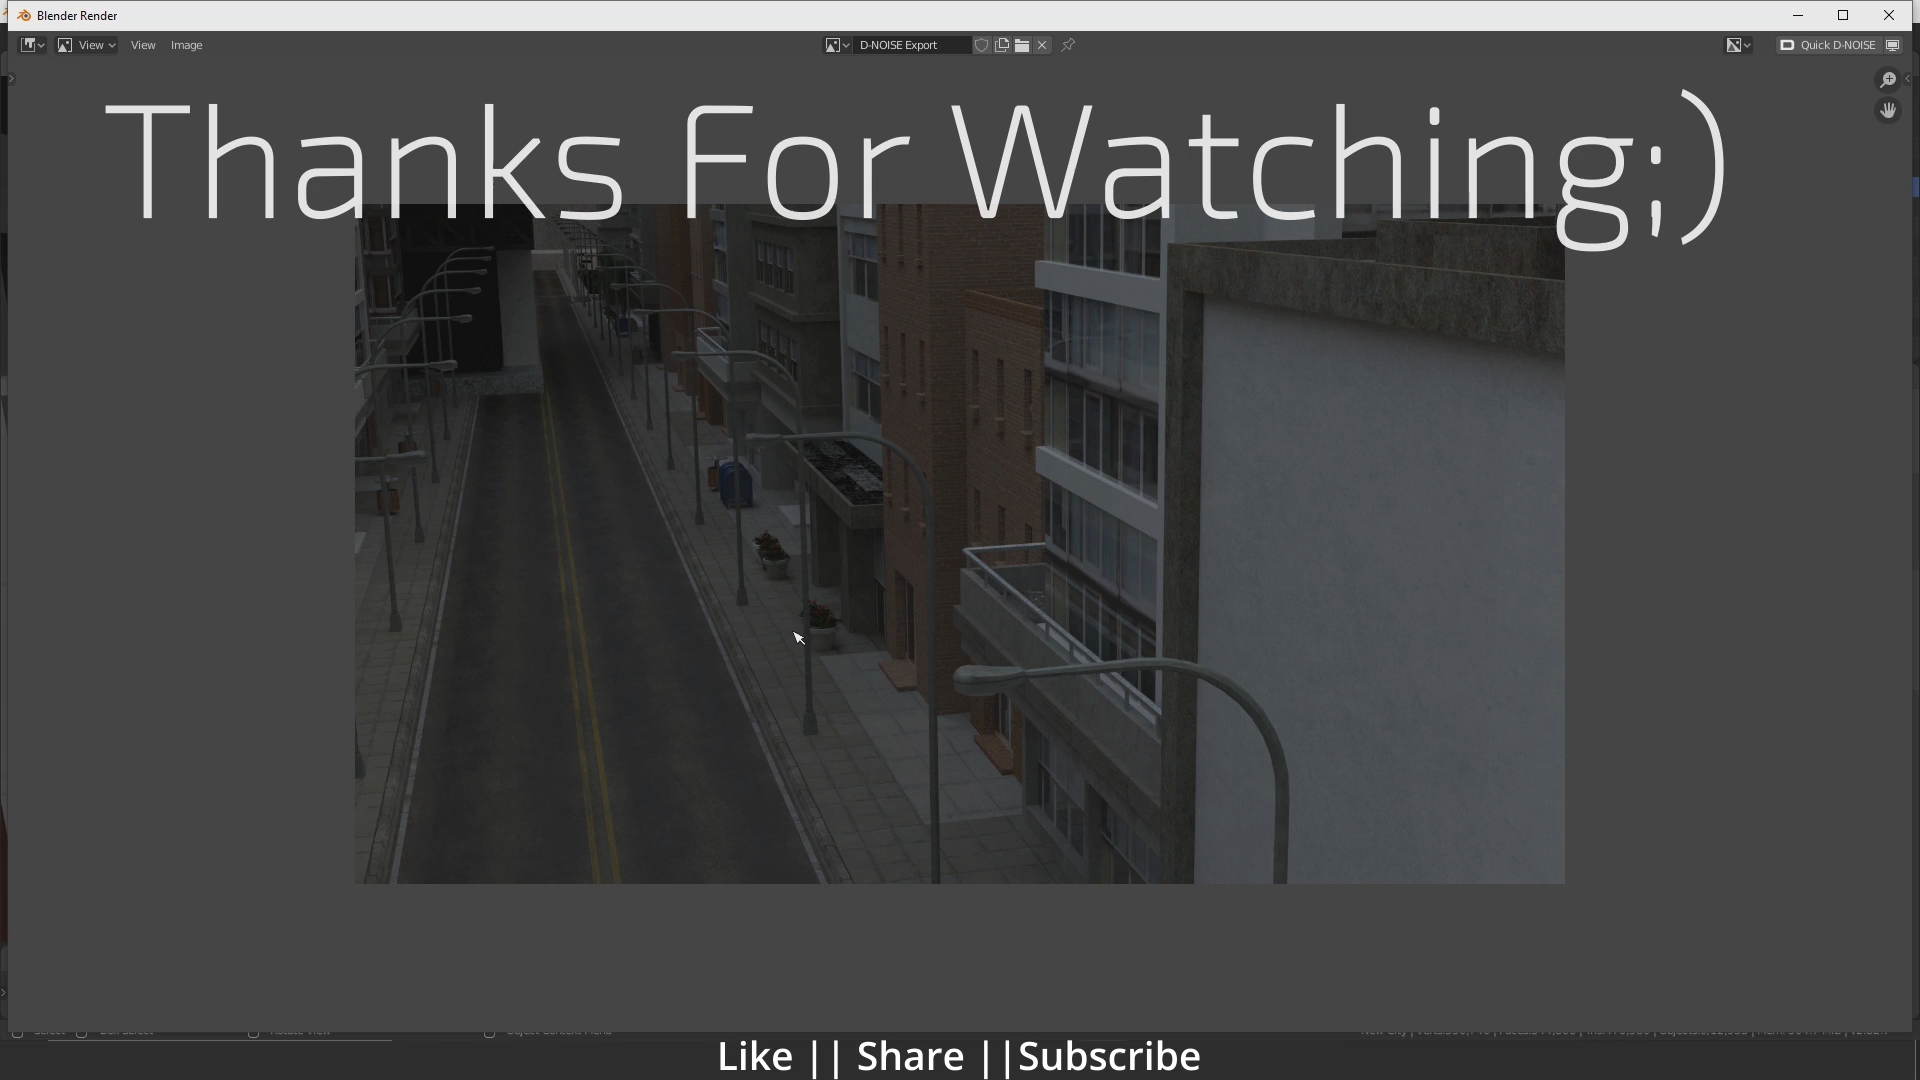 Blender Render
View View Image D-NOISE Export Quick D-NOISE
Thanks For Watching;)
Like || Share ||Subscribe